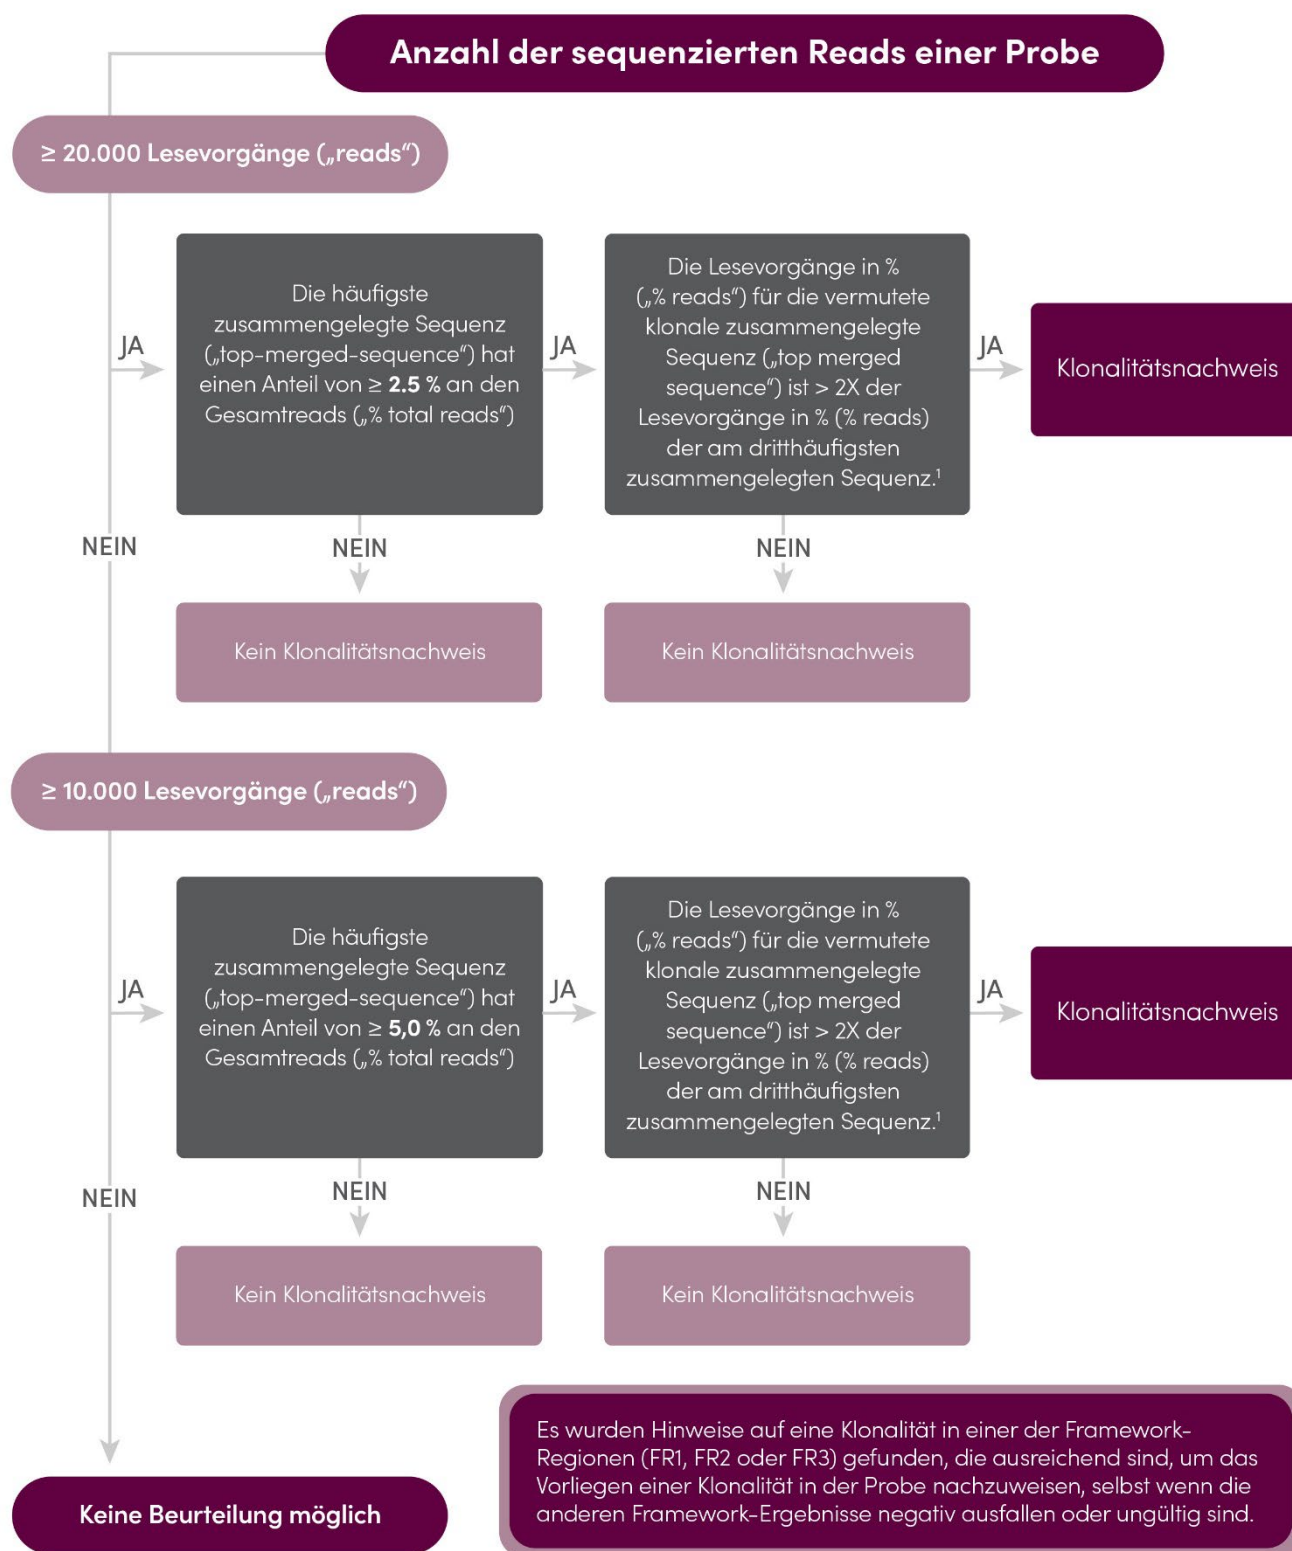 Anzahl der sequenzierten Reads einer Probe
≥ 20.000 Lesevorgänge („reads“)
JA
Die häufigste
zusammengelegte Sequenz
(„top-merged-sequence“) hat
einen Anteil von ≥ 2.5 % an den
Gesamtreads („% total reads“)
JA
Die Lesevorgänge in %
(„% reads“) für die vermutete
klonale zusammengelegte
Sequenz („top merged
sequence“) ist > 2X der
Lesevorgänge in % (% reads)
der am dritthäufigsten
zusammengelegten Sequenz.¹
JA
Klonalitätsnachweis
NEIN
NEIN
NEIN
Kein Klonalitätsnachweis
Kein Klonalitätsnachweis
≥ 10.000 Lesevorgänge („reads“)
JA
Die häufigste
zusammengelegte Sequenz
(„top-merged-sequence“) hat
einen Anteil von ≥ 5,0 % an den
Gesamtreads („% total reads“)
JA
Die Lesevorgänge in %
(„% reads“) für die vermutete
klonale zusammengelegte
Sequenz („top merged
sequence“) ist > 2X der
Lesevorgänge in % (% reads)
der am dritthäufigsten
zusammengelegten Sequenz.¹
JA
Klonalitätsnachweis
NEIN
NEIN
NEIN
Kein Klonalitätsnachweis
Kein Klonalitätsnachweis
Keine Beurteilung möglich
Es wurden Hinweise auf eine Klonalität in einer der Framework-
Regionen (FR1, FR2 oder FR3) gefunden, die ausreichend sind, um das
Vorliegen einer Klonalität in der Probe nachzuweisen, selbst wenn die
anderen Framework-Ergebnisse negativ ausfallen oder ungültig sind.